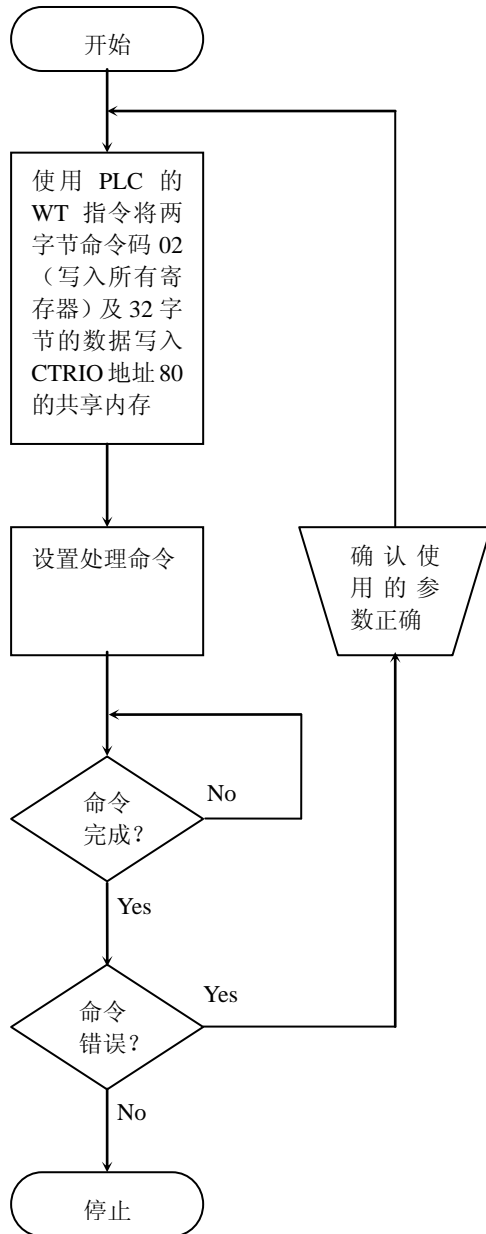 开始
使用 PLC 的
WT 指令将两
字节命令码 02
（写入所有寄
存器）及 32 字
节的数据写入
CTRIO 地址 80
的共享内存
设置处理命令
确认使
用的参
数正确
命令
完成？
No
Yes
命令
错误？
Yes
No
停止